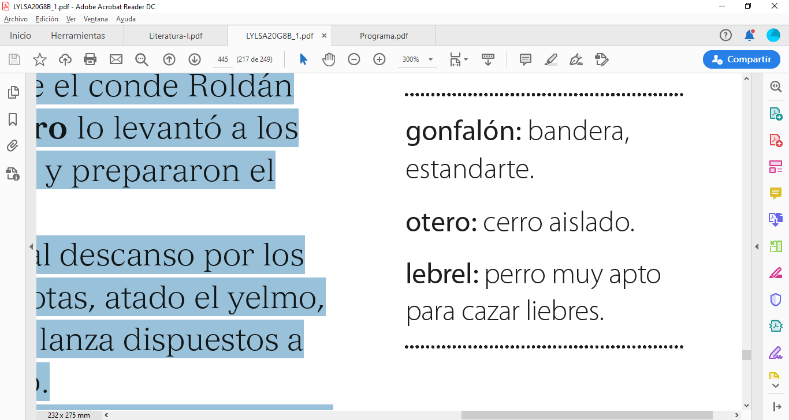 LYLSA20G8B_1.pdf - Adobe Acrobat Reader DC
Archivo Edición Ver Ventana Ayuda
Inicio Herramientas Literatura-I.pdf LYLSA20G8B_1.pdf × Programa.pdf
445 (217 de 249) 300% Compartir
e el conde Roldán
ro lo levantó a los
y prepararon el
al descanso por los
otas, atado el yelmo,
lanza dispuestos a
o.
gonfalón: bandera,
estandarte.
otero: cerro aislado.
lebrel: perro muy apto
para cazar liebres.
232 x 275 mm